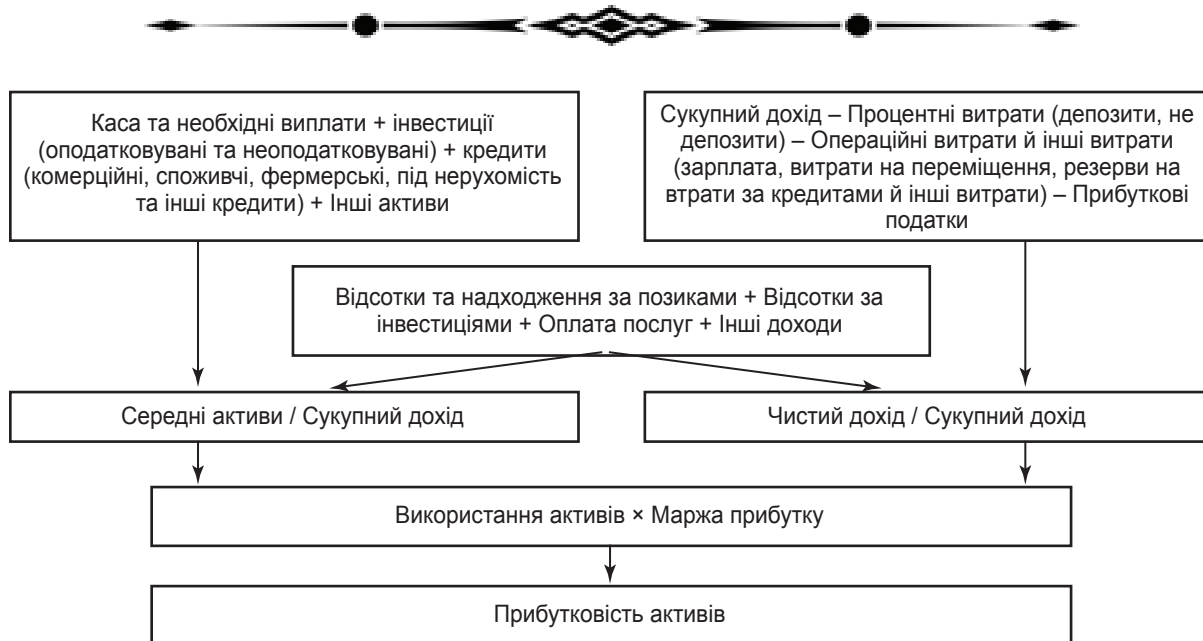 Каса та необхідні виплати + інвестиції
(оподатковувані та неоподатковувані) + кредити
(комерційні, споживчі, фермерські, під нерухомість
та інші кредити) + Інші активи
Сукупний дохід – Процентні витрати (депозити, не
депозити) – Операційні витрати й інші витрати
(зарплата, витрати на переміщення, резерви на
втрати за кредитами й інші витрати) – Прибуткові
податки
Відсотки та надходження за позиками + Відсотки за
інвестиціями + Оплата послуг + Інші доходи
Середні активи / Сукупний дохід
Чистий дохід / Сукупний дохід
Використання активів × Маржа прибутку
Прибутковість активів